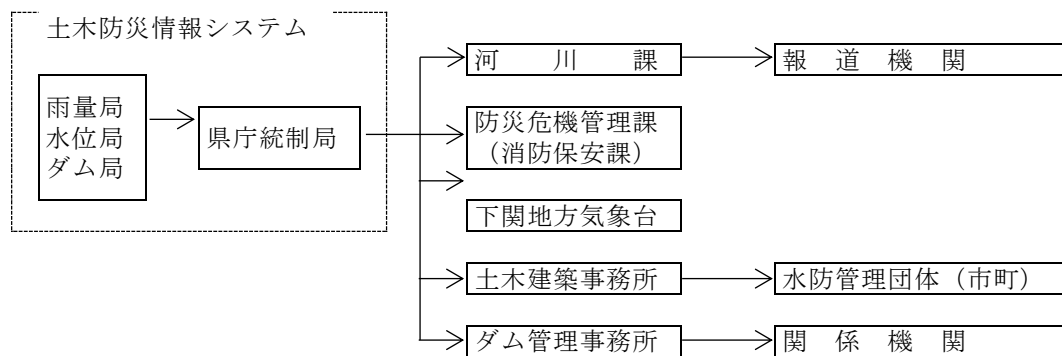 土木防災情報システム
雨量局
水位局
ダム局
県庁統制局
河川課
報道機関
防災危機管理課
（消防保安課）
下関地方気象台
土木建築事務所
水防管理団体（市町）
ダム管理事務所
関係機関